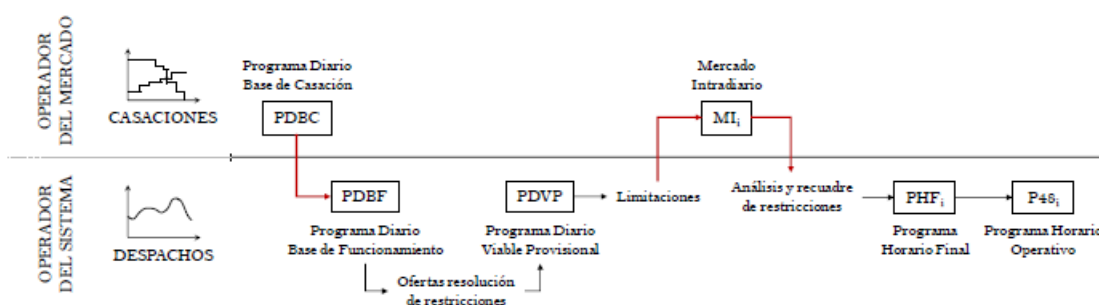 OPERADOR
DEL MERCADO
CASACIONES
Programa Diario
Base de Casación
PDBC
Mercado
Intradiario
MIi
OPERADOR
DEL SISTEMA
DESPACHOS
PDBF
Programa Diario
Base de Funcionamiento
Ofertas resolución
de restricciones
PDVP
Programa Diario
Viable Provisional
Limitaciones
Análisis y recuadre
de restricciones
PHFi
Programa
Horario Final
P48i
Programa Horario
Operativo